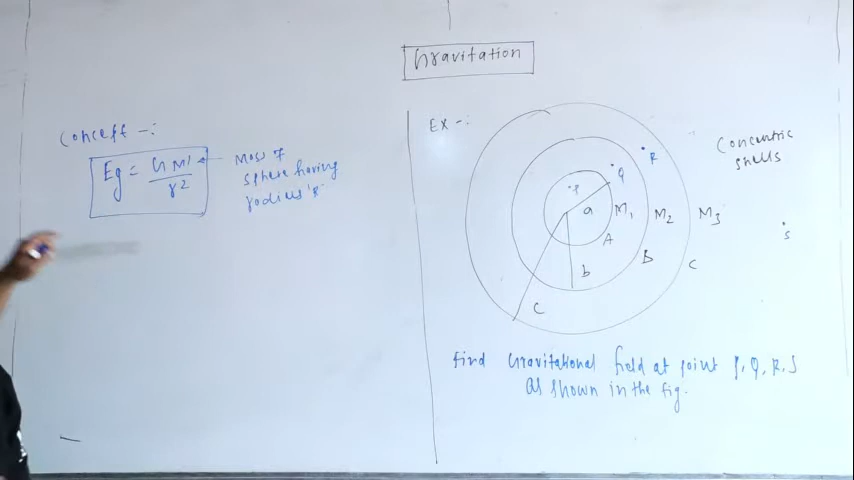 Gravitation
Concept -:
Eg = GM'/r²
Mass of
sphere having
radius 'r'
Ex -:
Concentric
shells
P
Q
R
S
a
b
C
M1
M2
M3
A
B
C
Find Gravitational field at point P, Q, R, S
as shown in the fig.